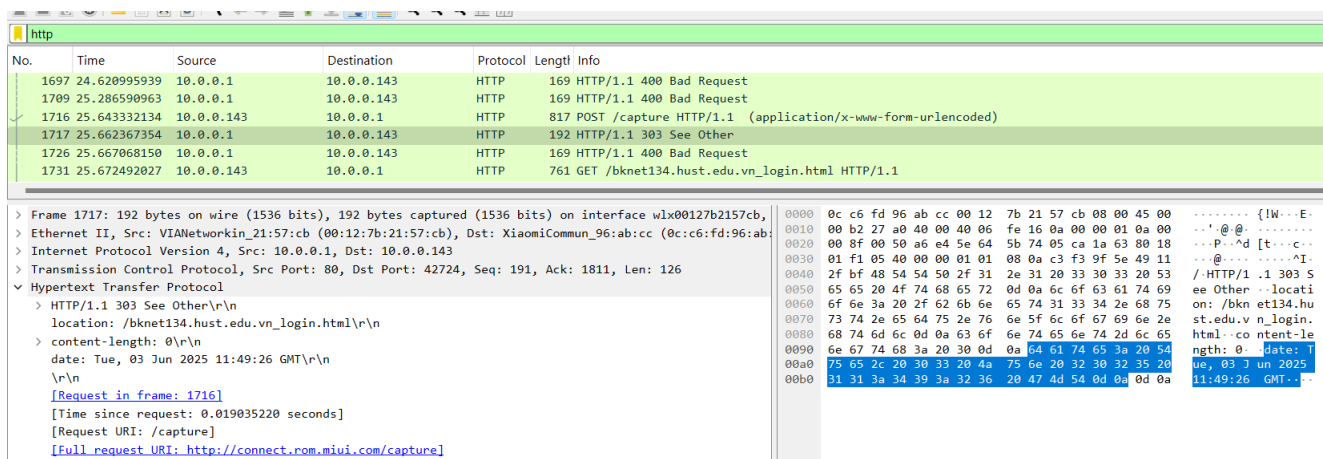 http
No. Time Source Destination Protocol Lengtl Info
1697 24.620995939 10.0.0.1 10.0.0.143 HTTP 169 HTTP/1.1 400 Bad Request
1709 25.286590963 10.0.0.1 10.0.0.143 HTTP 169 HTTP/1.1 400 Bad Request
1716 25.643332134 10.0.0.143 10.0.0.1 HTTP 817 POST /capture HTTP/1.1 (application/x-www-form-urlencoded)
1717 25.662367354 10.0.0.1 10.0.0.143 HTTP 192 HTTP/1.1 303 See Other
1726 25.667068150 10.0.0.1 10.0.0.143 HTTP 169 HTTP/1.1 400 Bad Request
1731 25.672492027 10.0.0.143 10.0.0.1 HTTP 761 GET /bknet134.hust.edu.vn_login.html HTTP/1.1
> Frame 1717: 192 bytes on wire (1536 bits), 192 bytes captured (1536 bits) on interface wlx00127b2157cb,
> Ethernet II, Src: VIANetworkin_21:57:cb (00:12:7b:21:57:cb), Dst: XiaomiCommun_96:ab:cc (0c:c6:fd:96:ab:
> Internet Protocol Version 4, Src: 10.0.0.1, Dst: 10.0.0.143
> Transmission Control Protocol, Src Port: 80, Dst Port: 42724, Seq: 191, Ack: 1811, Len: 126
Hypertext Transfer Protocol
> HTTP/1.1 303 See Other\r\n
location: /bknet134.hust.edu.vn_login.html\r\n
> content-length: 0\r\n
date: Tue, 03 Jun 2025 11:49:26 GMT\r\n
\r\n
[Request in frame: 1716]
[Time since request: 0.019035220 seconds]
[Request URI: /capture]
[Full request URI: http://connect.rom.miui.com/capture]
0000 0c c6 fd 96 ab cc 00 12 7b 21 57 cb 08 00 45 00 ········ {!W···E·
0010 00 b2 27 a0 40 00 40 06 fe 16 0a 00 00 01 0a 00 ··'·@·@· ········
0020 00 8f 00 50 a6 e4 5e 64 5b 74 05 ca 1a 63 80 18 ···P··^d [t···c··
0030 01 f1 05 40 00 00 01 01 08 0a c3 f3 9f 5e 49 11 ···@···· ·····^I·
0040 2f bf 48 54 54 50 2f 31 2e 31 20 33 30 33 20 53 /·HTTP/1 .1 303 S
0050 65 65 20 4f 74 68 65 72 0d 0a 6c 6f 63 61 74 69 ee Other ··locati
0060 6f 6e 3a 20 2f 62 6b 6e 65 74 31 33 34 2e 68 75 on: /bkn et134.hu
0070 73 74 2e 65 64 75 2e 76 6e 5f 6c 6f 67 69 6e 2e st.edu.v n_login.
0080 68 74 6d 6c 0d 0a 63 6f 6e 74 65 6e 74 2d 6c 65 html··co ntent-le
0090 6e 67 74 68 3a 20 30 0d 0a 64 61 74 65 3a 20 54 ngth: 0· ·date: T
00a0 75 65 2c 20 30 33 20 4a 75 6e 20 32 30 32 35 20 ue, 03 J un 2025
00b0 31 31 3a 34 39 3a 32 36 20 47 4d 54 0d 0a 0d 0a 11:49:26 GMT····